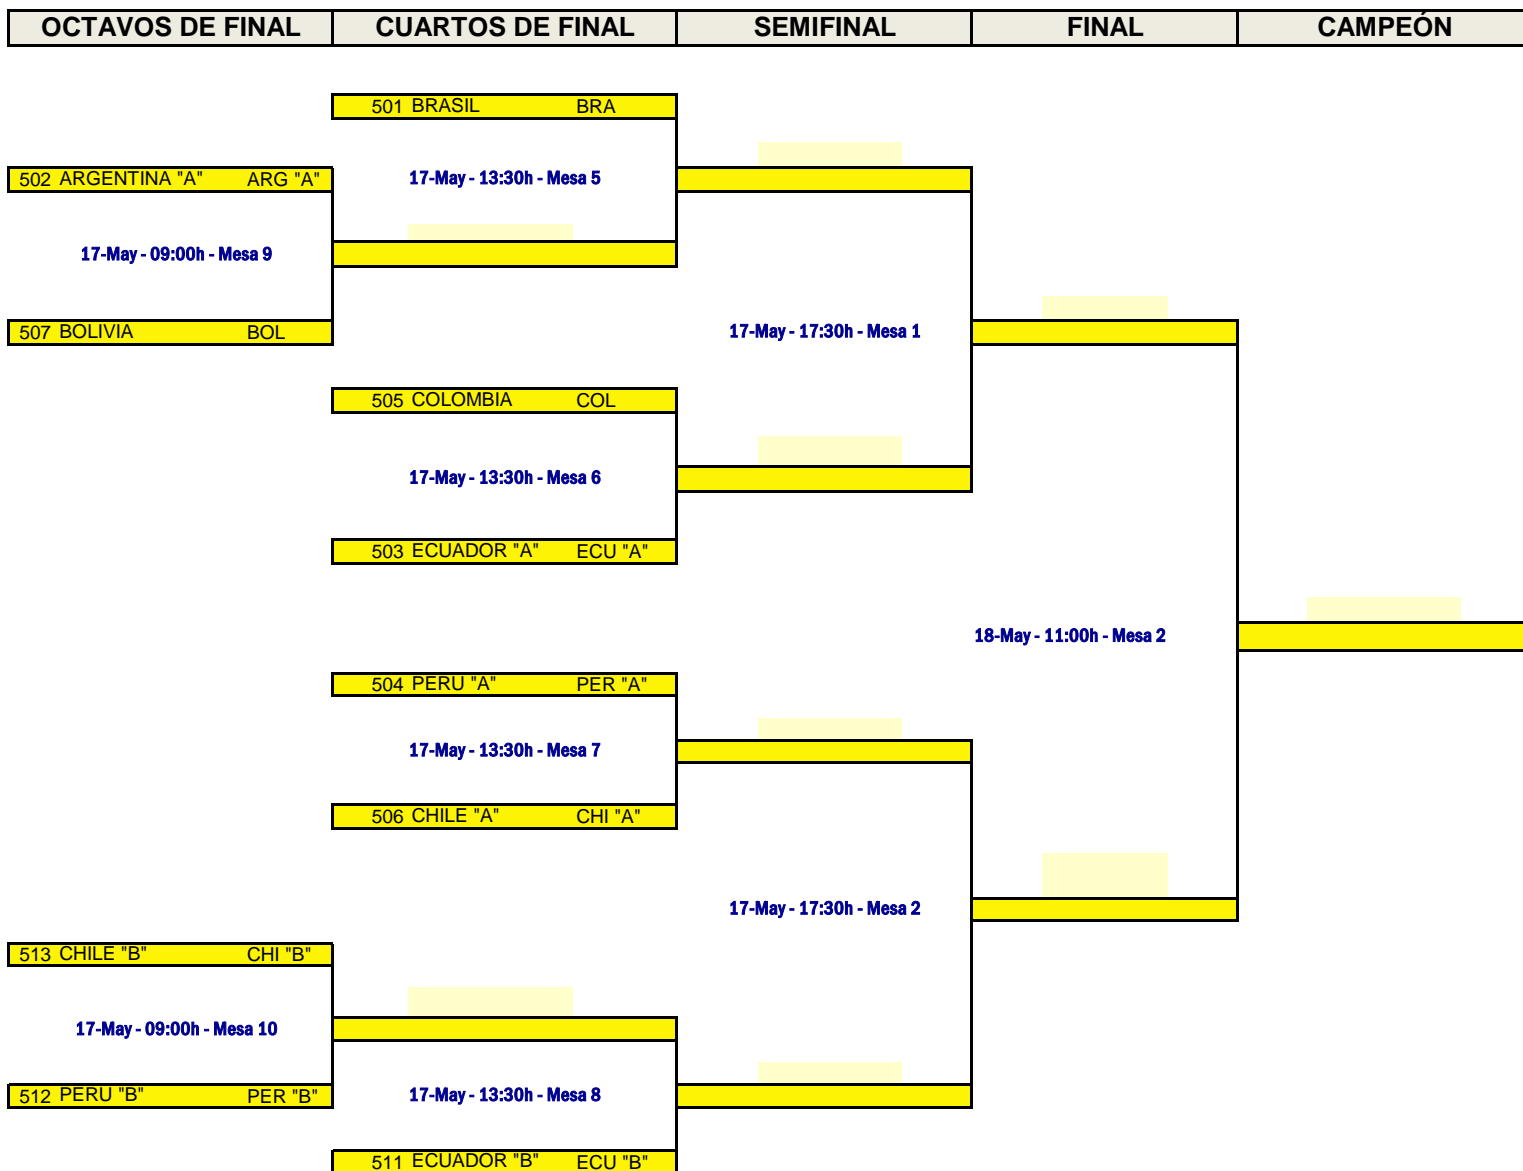 OCTAVOS DE FINAL CUARTOS DE FINAL SEMIFINAL FINAL CAMPEÓN
501 BRASIL BRA
502 ARGENTINA "A" ARG "A" 17-May - 13:30h - Mesa 5
17-May - 09:00h - Mesa 9
507 BOLIVIA BOL 17-May - 17:30h - Mesa 1
505 COLOMBIA COL
17-May - 13:30h - Mesa 6
503 ECUADOR "A" ECU "A"
18-May - 11:00h - Mesa 2
504 PERU "A" PER "A"
17-May - 13:30h - Mesa 7
506 CHILE "A" CHI "A"
17-May - 17:30h - Mesa 2
513 CHILE "B" CHI "B"
17-May - 09:00h - Mesa 10
512 PERU "B" PER "B" 17-May - 13:30h - Mesa 8
511 ECUADOR "B" ECU "B"